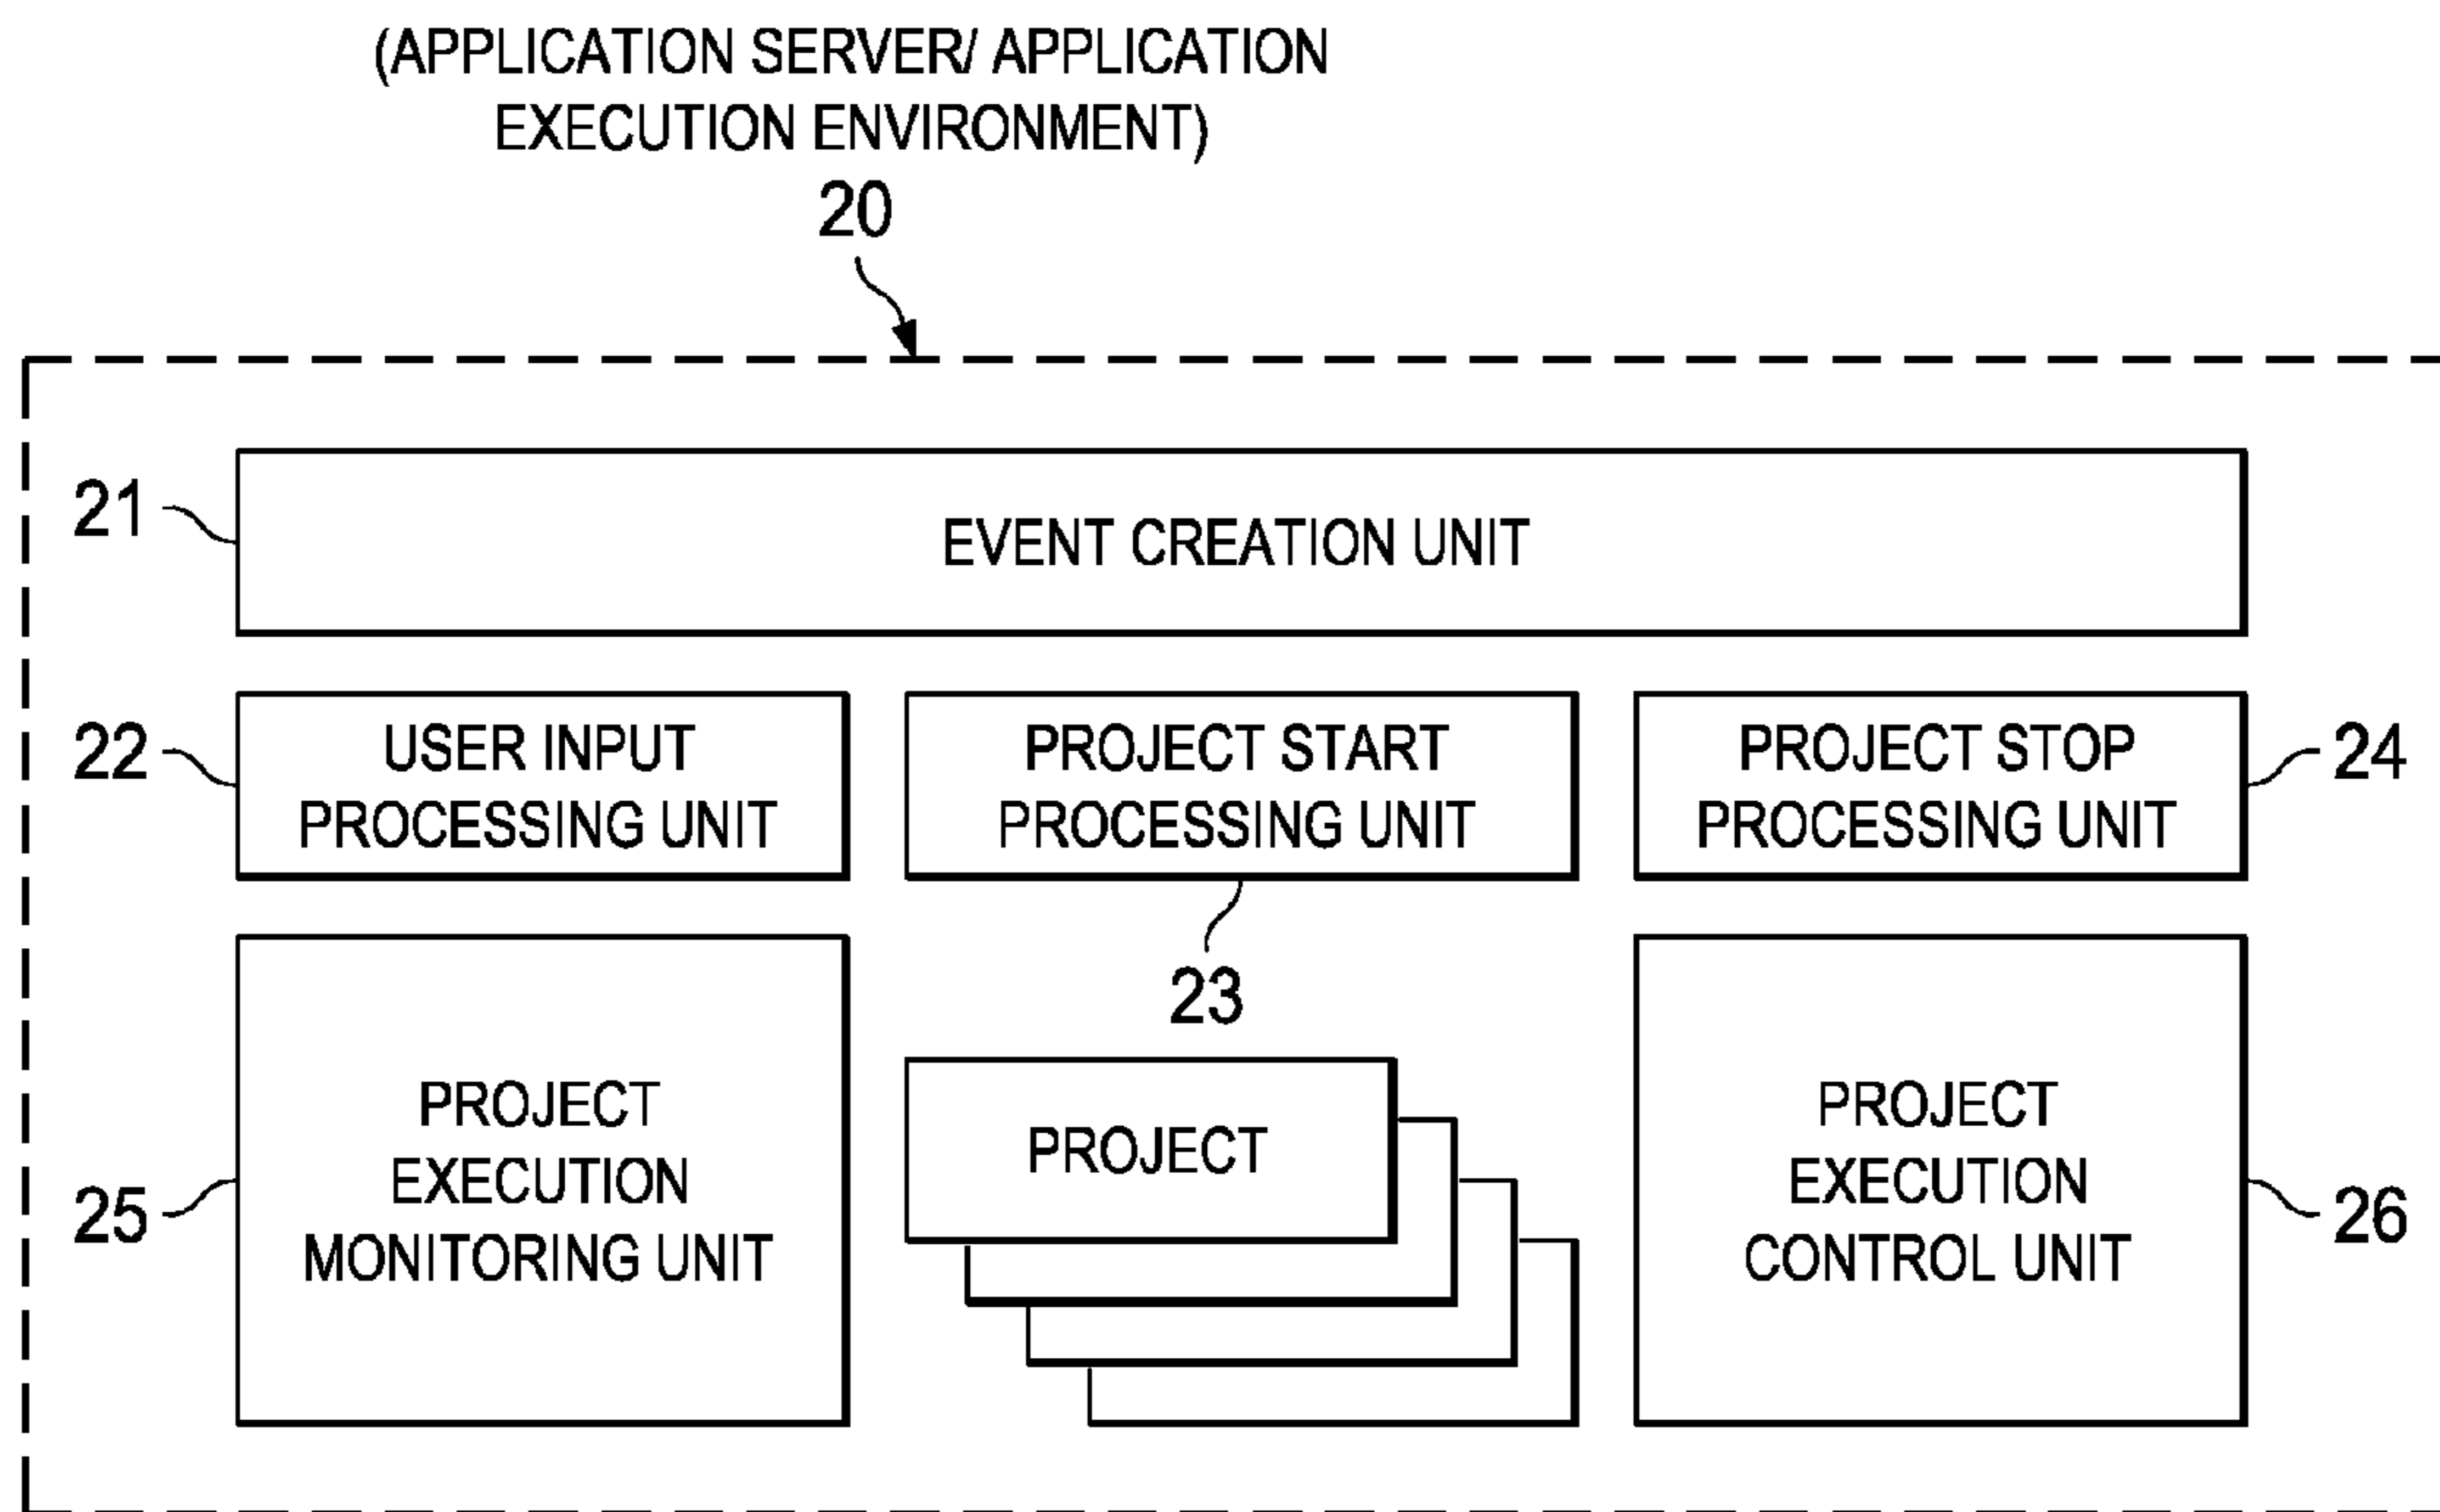 (APPLICATION SERVER/ APPLICATION
EXECUTION ENVIRONMENT)
20
21
EVENT CREATION UNIT
22
USER INPUT
PROCESSING UNIT
PROJECT START
PROCESSING UNIT
23
PROJECT STOP
PROCESSING UNIT
24
25
PROJECT
EXECUTION
MONITORING UNIT
PROJECT
PROJECT
EXECUTION
CONTROL UNIT
26